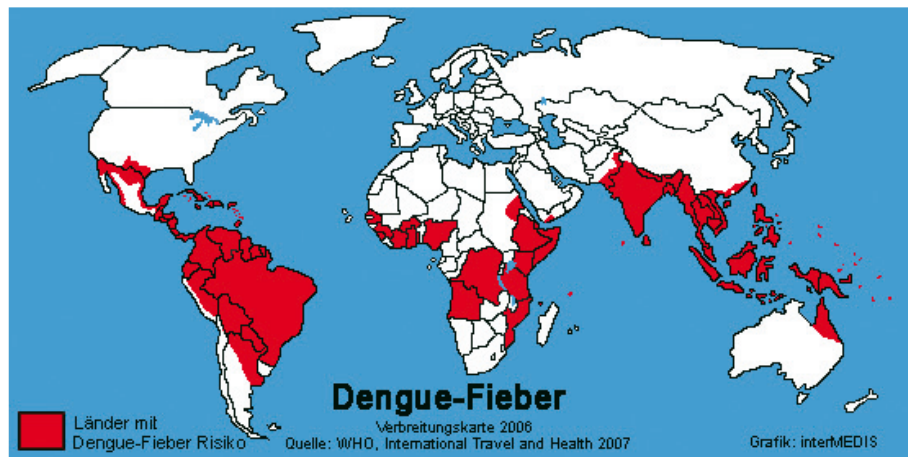 Dengue-Fieber
Verbreitungskarte 2006
Quelle: WHO, International Travel and Health 2007
Länder mit
Dengue-Fieber Risiko
Grafik: interMEDIS